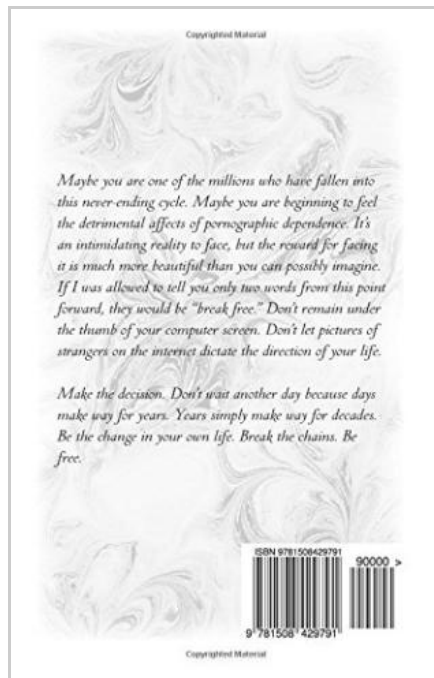 Copyrighted Material
Maybe you are one of the millions who have fallen into
this never-ending cycle. Maybe you are beginning to feel
the detrimental affects of pornographic dependence. It's
an intimidating reality to face, but the reward for facing
it is much more beautiful than you can possibly imagine.
If I was allowed to tell you only two words from this point
forward, they would be "break free." Don't remain under
the thumb of your computer screen. Don't let pictures of
strangers on the internet dictate the direction of your life.
Make the decision. Don't wait another day because days
make way for years. Years simply make way for decades.
Be the change in your own life. Break the chains. Be
free.
ISBN 9781508429791
90000 >
9 781508 429791
Copyrighted Material